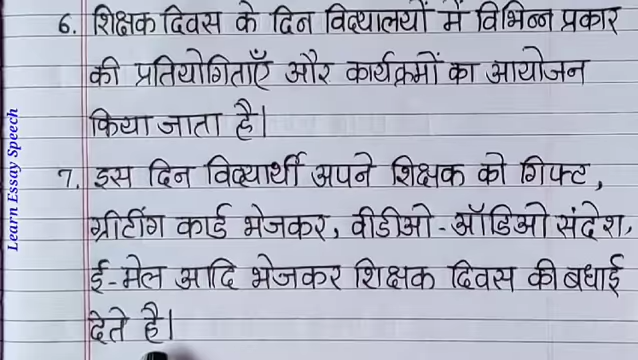 6. शिक्षक दिवस के दिन विद्यालयों में विभिन्न प्रकार
की प्रतियोगिताएँ और कार्यक्रमों का आयोजन
किया जाता है।
7. इस दिन विद्यार्थी अपने शिक्षक को गिफ्ट,
ग्रीटींग कार्ड भेजकर, वीडीओ-ऑडिओ संदेश,
ई-मेल आदि भेजकर शिक्षक दिवस की बधाई
देते है।
Learn Essay Speech